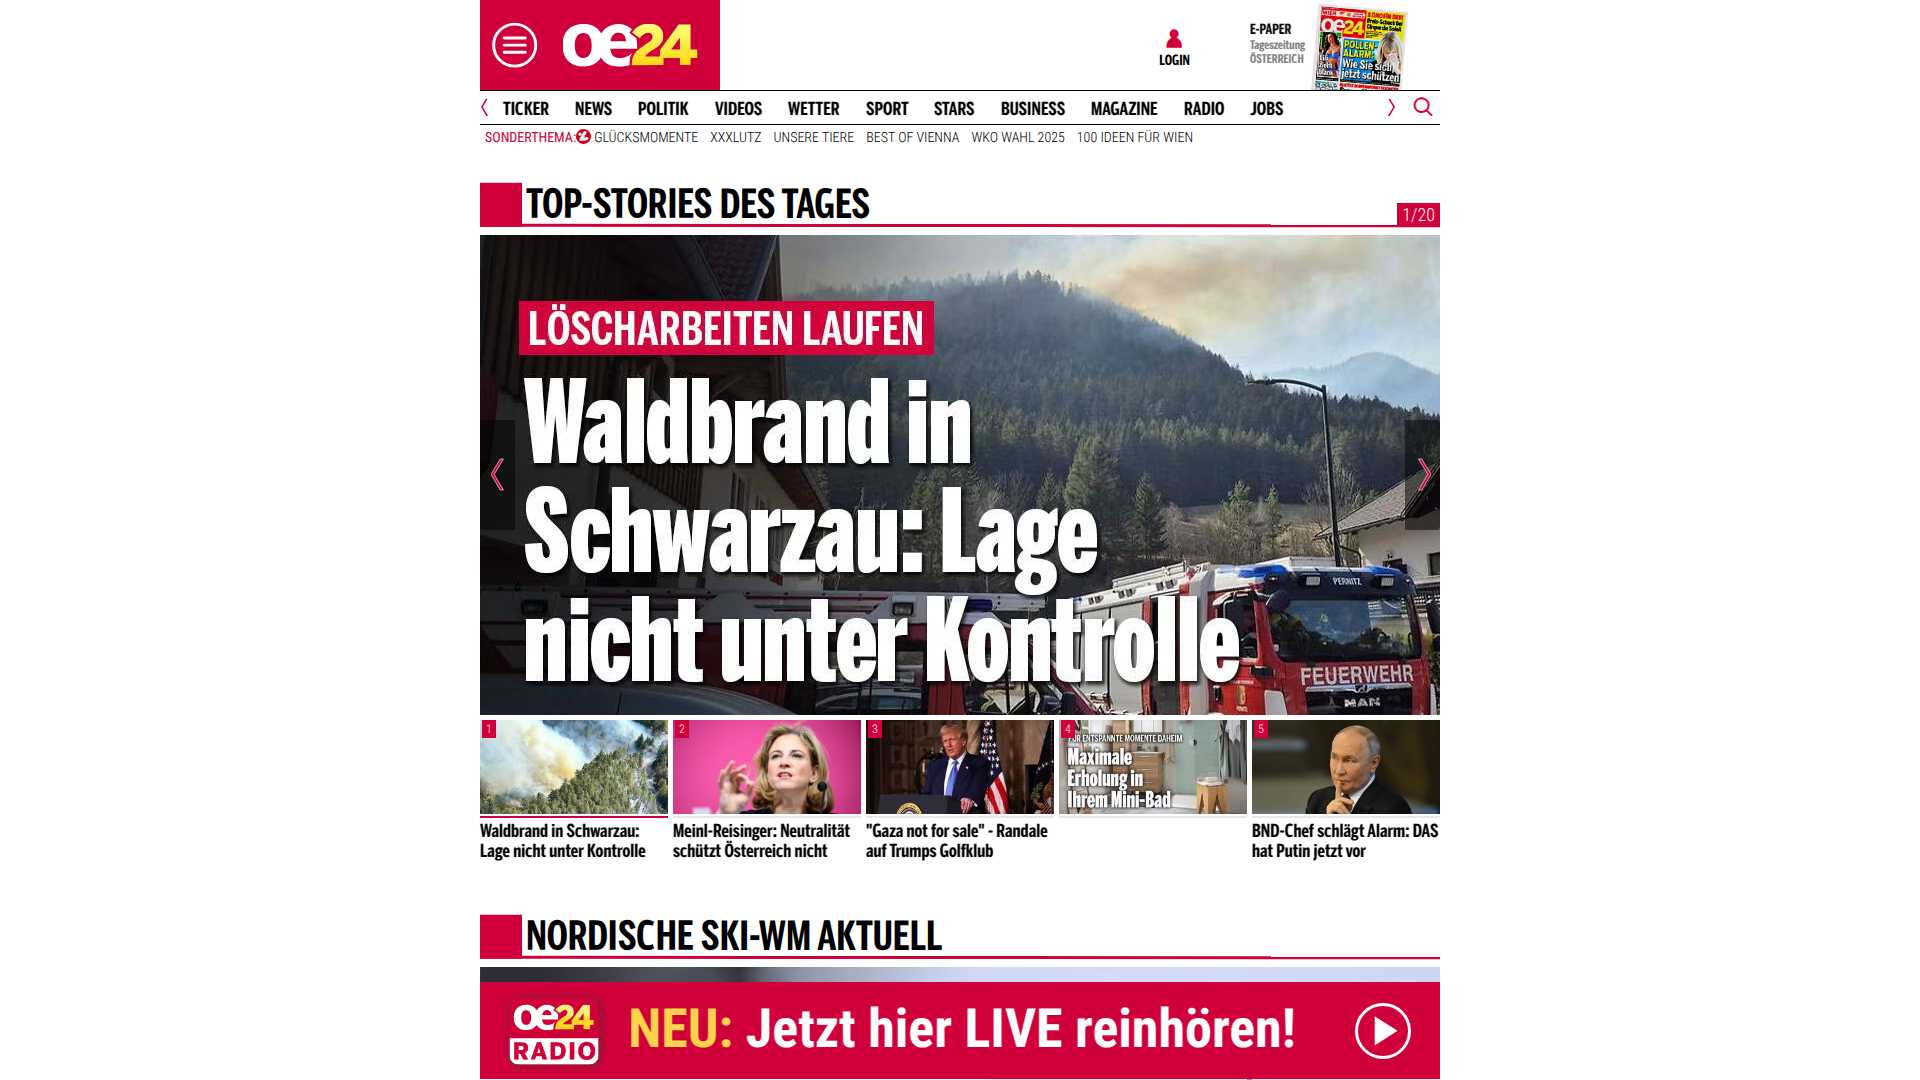 oe24
LOGIN
E-PAPER
Tageszeitung
ÖSTERREICH
oe24
POLLEN-
ALARM:
Wie Sie sich
jetzt schützen
TICKER NEWS POLITIK VIDEOS WETTER SPORT STARS BUSINESS MAGAZINE RADIO JOBS
SONDERTHEMA: GLÜCKSMOMENTE XXXLUTZ UNSERE TIERE BEST OF VIENNA WKO WAHL 2025 100 IDEEN FÜR WIEN
TOP-STORIES DES TAGES
1/20
LÖSCHARBEITEN LAUFEN
Waldbrand in
Schwarzau: Lage
nicht unter Kontrolle
PERNITZ
FEUERWEHR
MAN
1
2
3
4
FÜR ENTSPANNTE MOMENTE DAHEIM
Maximale
Erholung in
Ihrem Mini-Bad
5
Waldbrand in Schwarzau:
Lage nicht unter Kontrolle
Meinl-Reisinger: Neutralität
schützt Österreich nicht
"Gaza not for sale" - Randale
auf Trumps Golfklub
BND-Chef schlägt Alarm: DAS
hat Putin jetzt vor
NORDISCHE SKI-WM AKTUELL
oe24
RADIO
NEU: Jetzt hier LIVE reinhören!